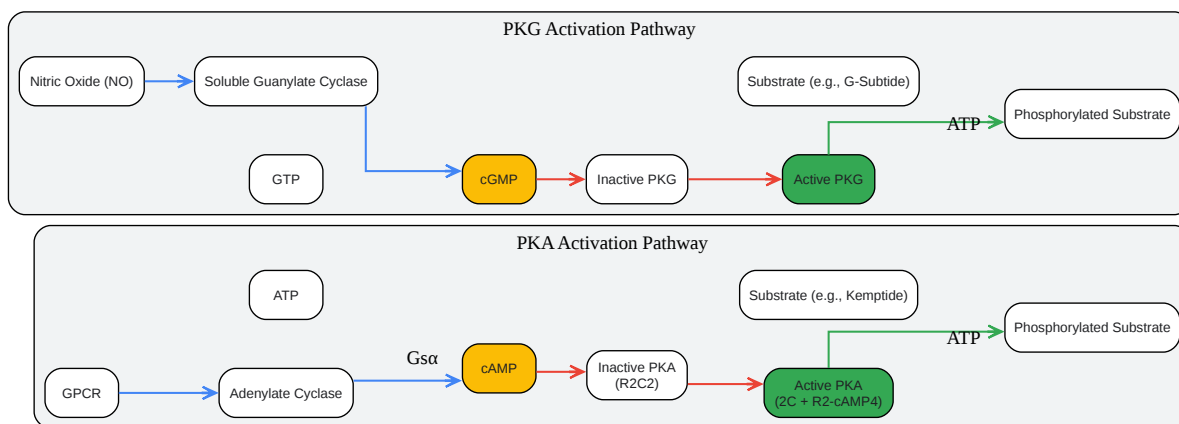 PKG Activation Pathway
Nitric Oxide (NO)
Soluble Guanylate Cyclase
Substrate (e.g., G-Subtide)
Phosphorylated Substrate
ATP
GTP
cGMP
Inactive PKG
Active PKG
PKA Activation Pathway
ATP
Substrate (e.g., Kemptide)
Phosphorylated Substrate
ATP
Gsα
cAMP
Inactive PKA
(R2C2)
Active PKA
(2C + R2-cAMP4)
GPCR
Adenylate Cyclase